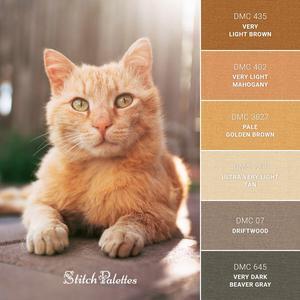 DMC 435
VERY
LIGHT BROWN
DMC 402
VERY LIGHT
MAHOGANY
DMC 3827
PALE
GOLDEN BROWN
DMC
ULTRA VERY LIGHT
TAN
DMC 07
DRIFTWOOD
DMC 645
VERY DARK
BEAVER GRAY
Stitch Palettes